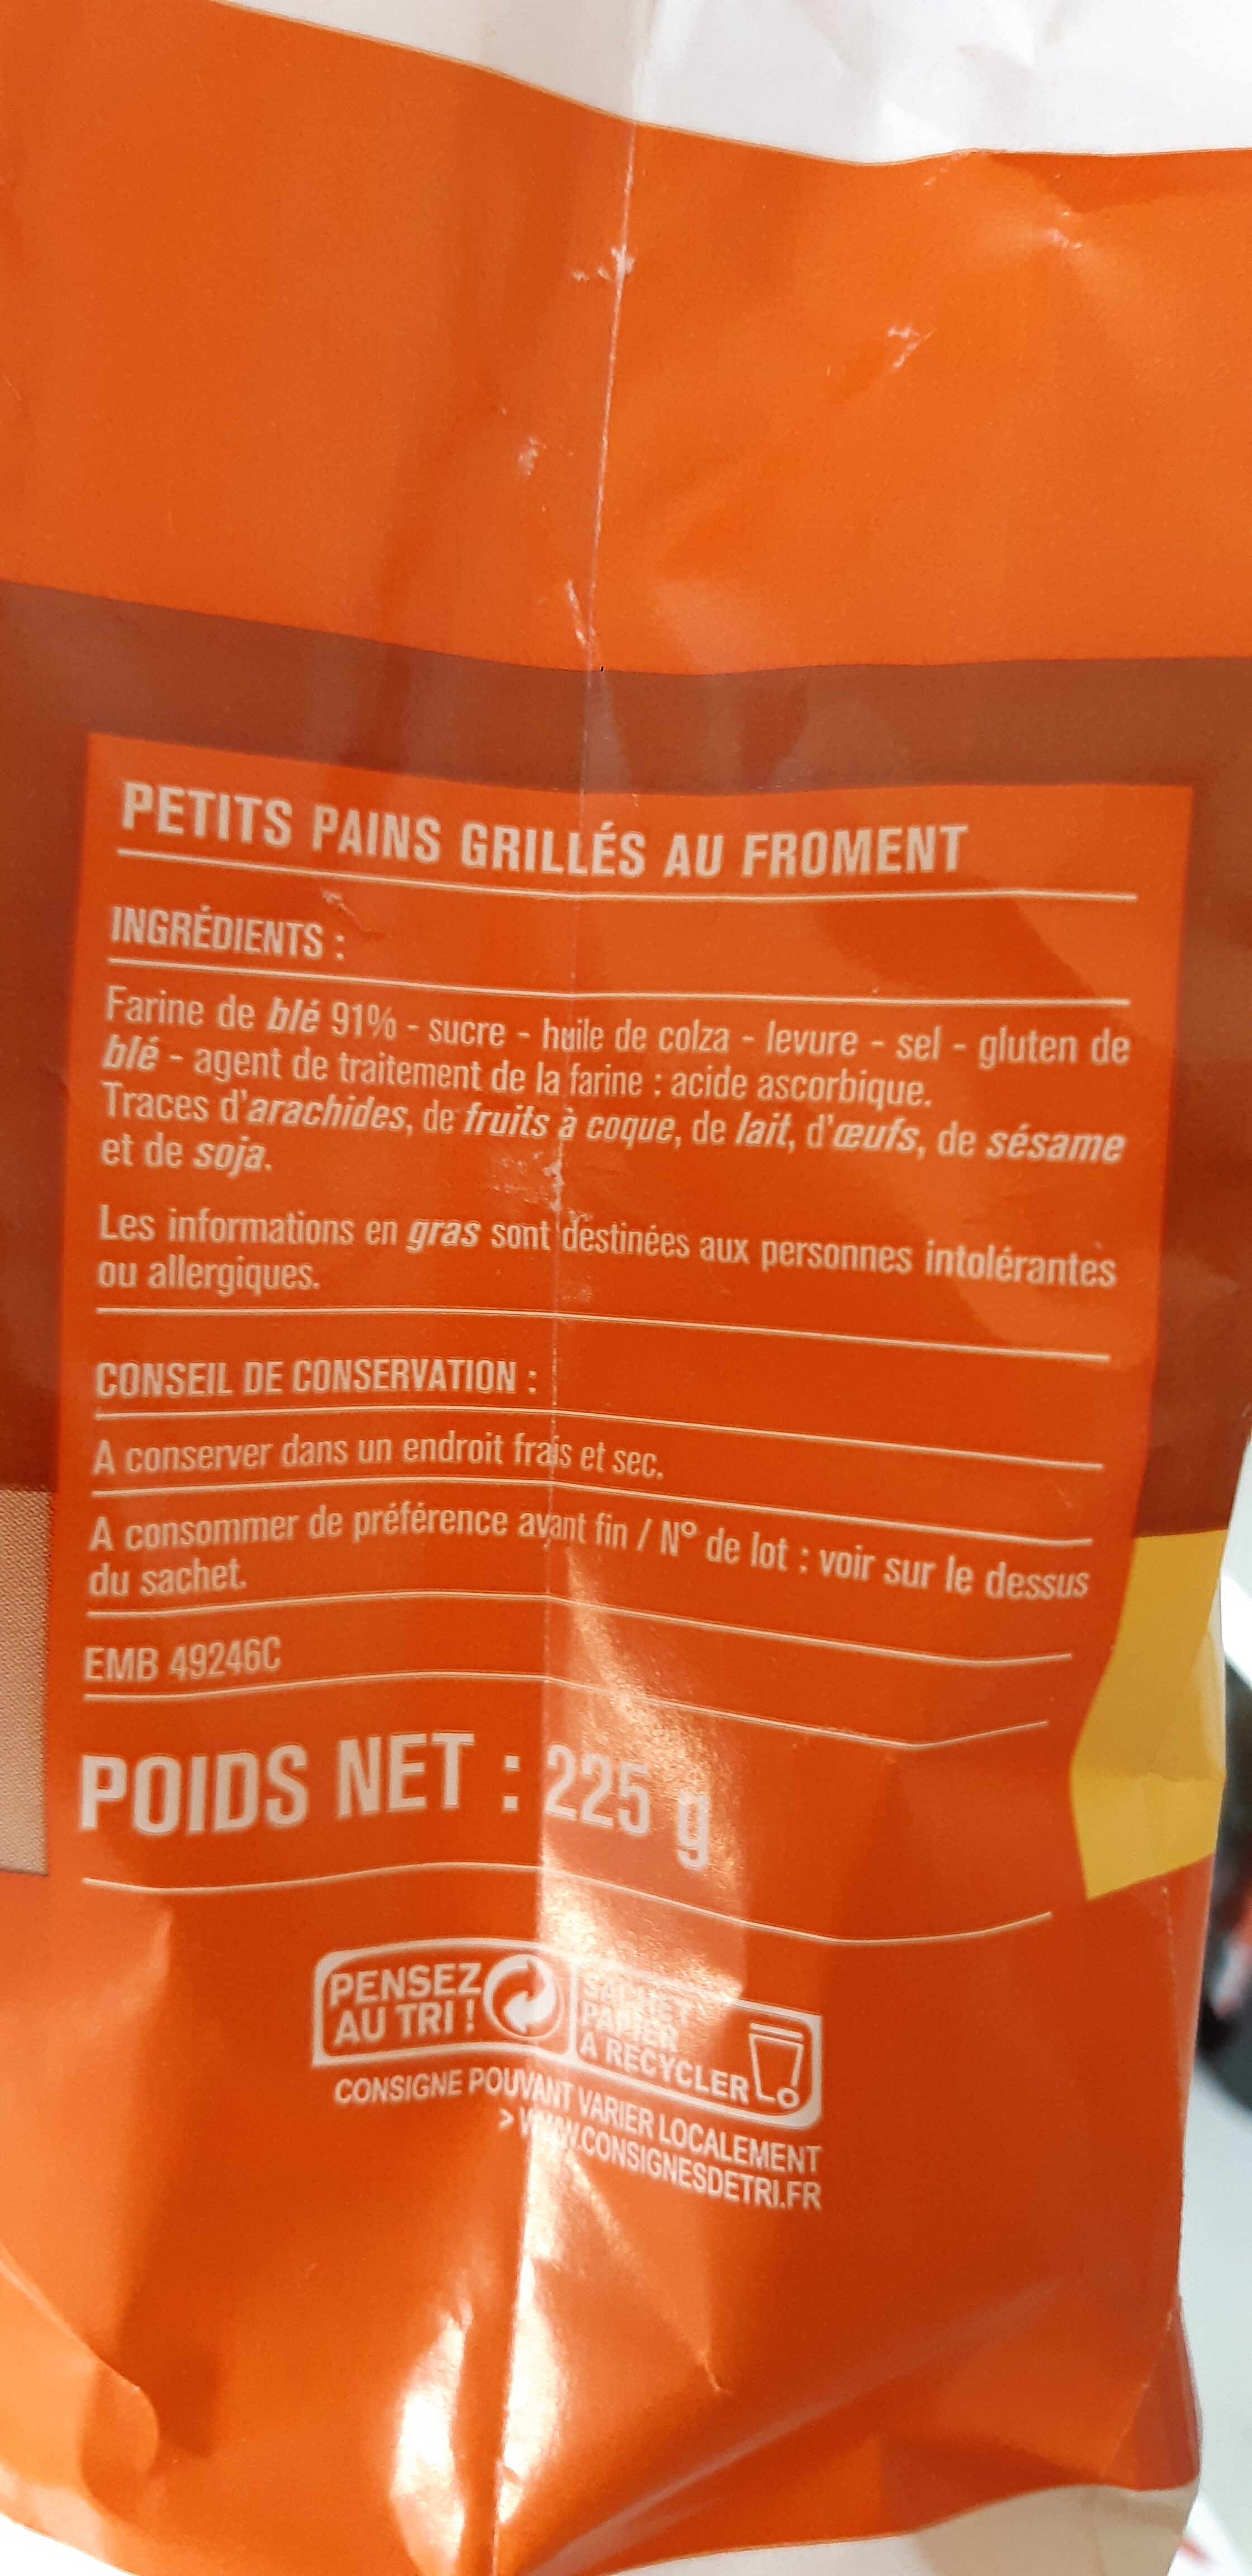 PETITS PAINS GRILLÉS AU FROMENT
INGRÉDIENTS :
Farine de blé 91% - sucre - huile de colza - levure - sel - gluten de
blé - agent de traitement de la farine : acide ascorbique.
Traces d'arachides, de fruits à coque, de lait, d'œufs, de sésame
et de soja.
Les informations en gras sont destinées aux personnes intolérantes
ou allergiques.
CONSEIL DE CONSERVATION :
A conserver dans un endroit frais et sec.
A consommer de préférence avant fin / N° de lot : voir sur le dessus
du sachet.
EMB 49246C
POIDS NET : 225 g
PENSEZ
AU TRI !
SACHET
PAPIER
À RECYCLER
CONSIGNE POUVANT VARIER LOCALEMENT
> WWW.CONSIGNESDETRI.FR